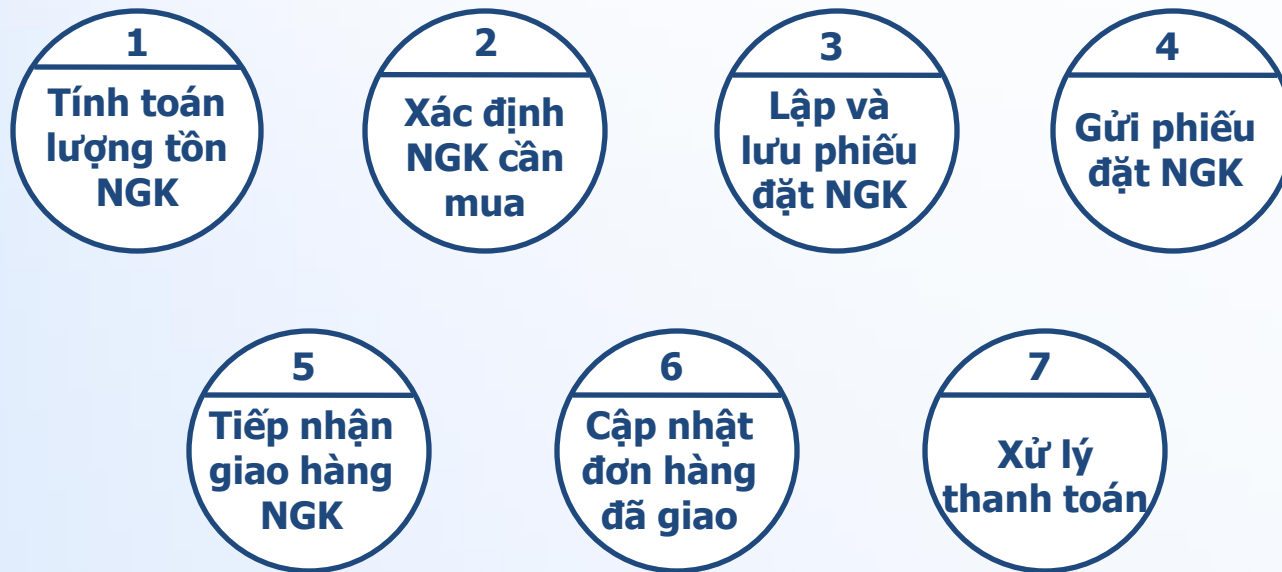 1
Tính toán
lượng tồn
NGK
2
Xác định
NGK cần
mua
3
Lập và
lưu phiếu
đặt NGK
4
Gửi phiếu
đặt NGK
5
Tiếp nhận
giao hàng
NGK
6
Cập nhật
đơn hàng
đã giao
7
Xử lý
thanh toán